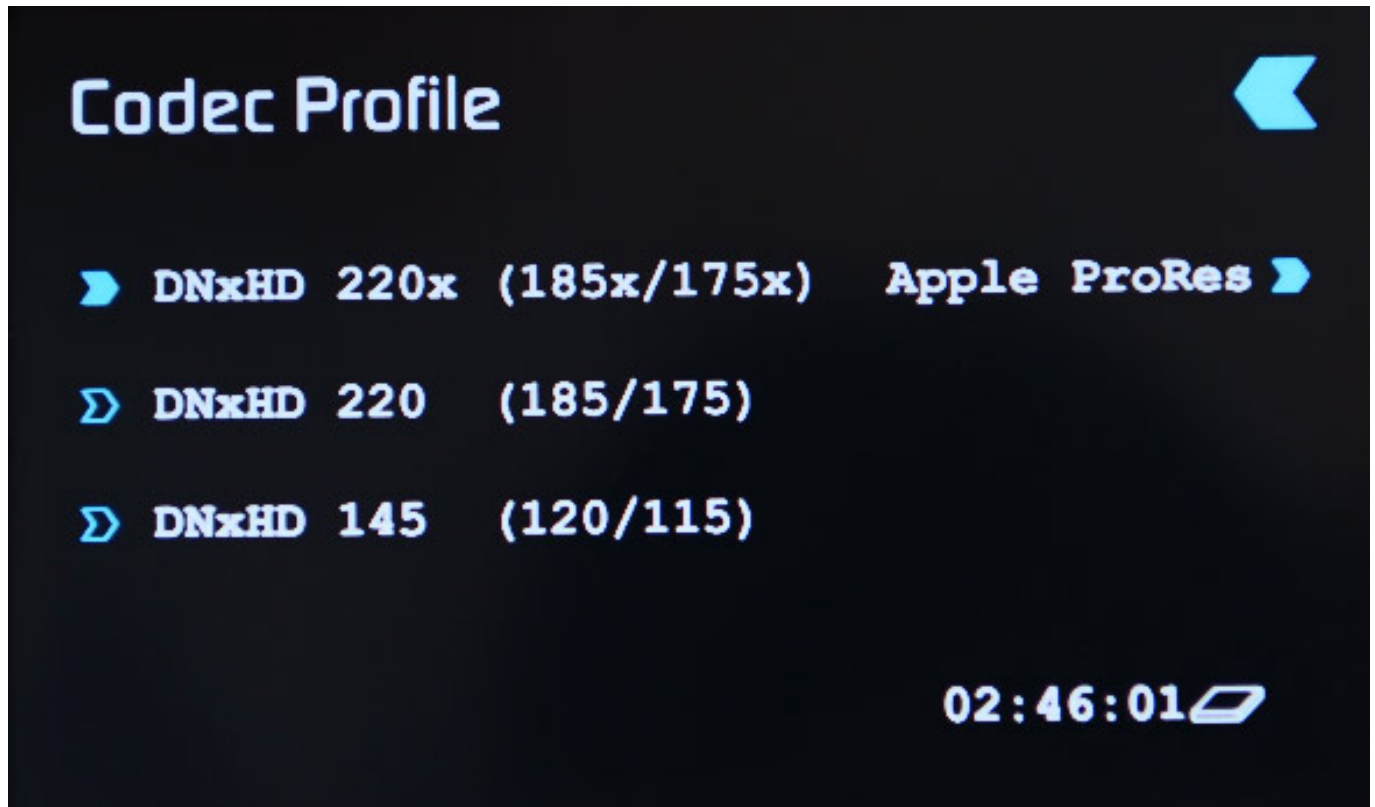 Codec Profile
DNxHD 220x (185x/175x) Apple ProRes
DNxHD 220 (185/175)
DNxHD 145 (120/115)
02:46:01